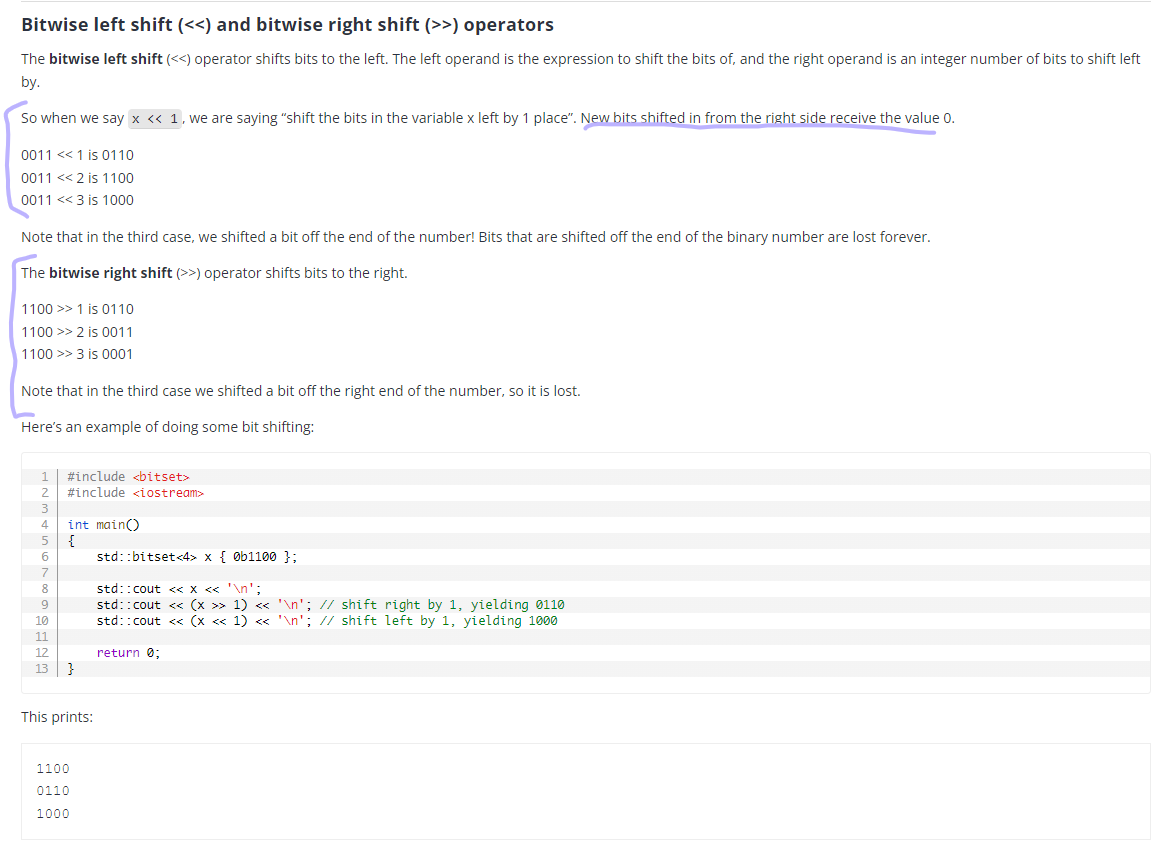 Bitwise left shift (<<) and bitwise right shift (>>) operators
The bitwise left shift (<<) operator shifts bits to the left. The left operand is the expression to shift the bits of, and the right operand is an integer number of bits to shift left
by.
So when we say x << 1, we are saying “shift the bits in the variable x left by 1 place”. New bits shifted in from the right side receive the value 0.
0011 << 1 is 0110
0011 << 2 is 1100
0011 << 3 is 1000
Note that in the third case, we shifted a bit off the end of the number! Bits that are shifted off the end of the binary number are lost forever.
The bitwise right shift (>>) operator shifts bits to the right.
1100 >> 1 is 0110
1100 >> 2 is 0011
1100 >> 3 is 0001
Note that in the third case we shifted a bit off the right end of the number, so it is lost.
Here’s an example of doing some bit shifting:
1 #include <bitset>
2 #include <iostream>
3
4 int main()
5 {
6     std::bitset<4> x { 0b1100 };
7
8     std::cout << x << '\n';
9     std::cout << (x >> 1) << '\n'; // shift right by 1, yielding 0110
10     std::cout << (x << 1) << '\n'; // shift left by 1, yielding 1000
11
12     return 0;
13 }
This prints:
1100
0110
1000